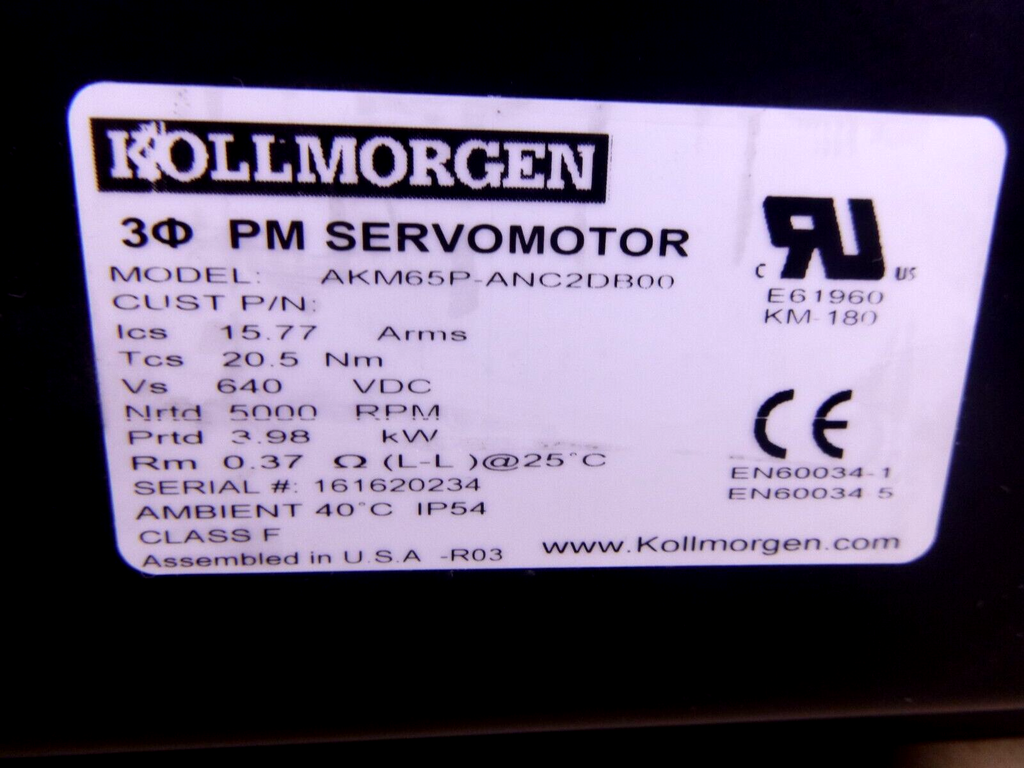 KOLLMORGEN
3Φ PM SERVOMOTOR
MODEL: AKM65P-ANC2DB00
CUST P/N:
Ics 15.77 Arms
Tcs 20.5 Nm
Vs 640 VDC
Nrtd 5000 RPM
Prtd 3.98 kW
Rm 0.37 Ω (L-L )@25°C
SERIAL #: 161620234
AMBIENT 40°C IP54
CLASS F
Assembled in U.S.A -R03
c RU US
E61960
KM-180
CE
EN60034-1
EN60034 5
www.Kollmorgen.com